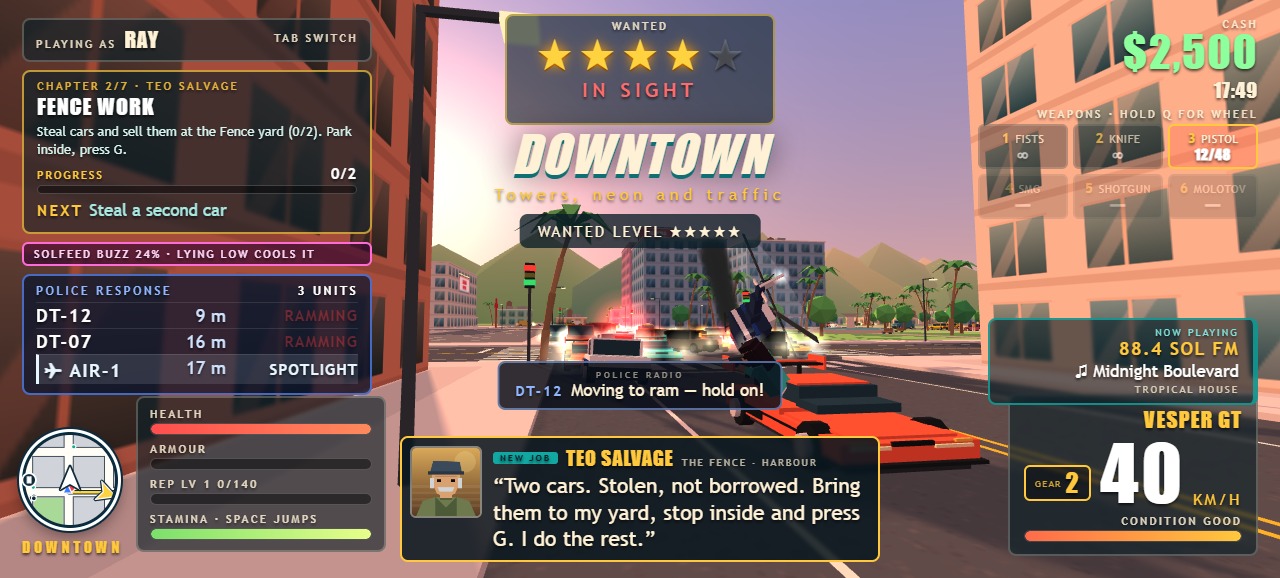 PLAYING AS RAY TAB SWITCH
CHAPTER 2/7 · TEO SALVAGE
FENCE WORK
Steal cars and sell them at the Fence yard (0/2). Park
inside, press G.
PROGRESS 0/2
NEXT Steal a second car
SOLFEED BUZZ 24% · LYING LOW COOLS IT
POLICE RESPONSE 3 UNITS
DT-12 9 m RAMMING
DT-07 16 m RAMMING
AIR-1 17 m SPOTLIGHT
HEALTH
ARMOUR
REP LV 1 0/140
STAMINA · SPACE JUMPS
DOWNTOWN
WANTED
★★★★★
IN SIGHT
DOWNTOWN
Towers, neon and traffic
WANTED LEVEL ★★★★★
POLICE RADIO
DT-12 Moving to ram — hold on!
NEW JOB TEO SALVAGE THE FENCE · HARBOUR
“Two cars. Stolen, not borrowed. Bring
them to my yard, stop inside and press
G. I do the rest.”
CASH
$2,500
17:49
WEAPONS · HOLD Q FOR WHEEL
1 FISTS
∞
2 KNIFE
∞
3 PISTOL
12/48
4 SMG
—
5 SHOTGUN
—
6 MOLOTOV
—
NOW PLAYING
88.4 SOL FM
♫ Midnight Boulevard
TROPICAL HOUSE
VESPER GT
GEAR 2 40 KM/H
CONDITION GOOD